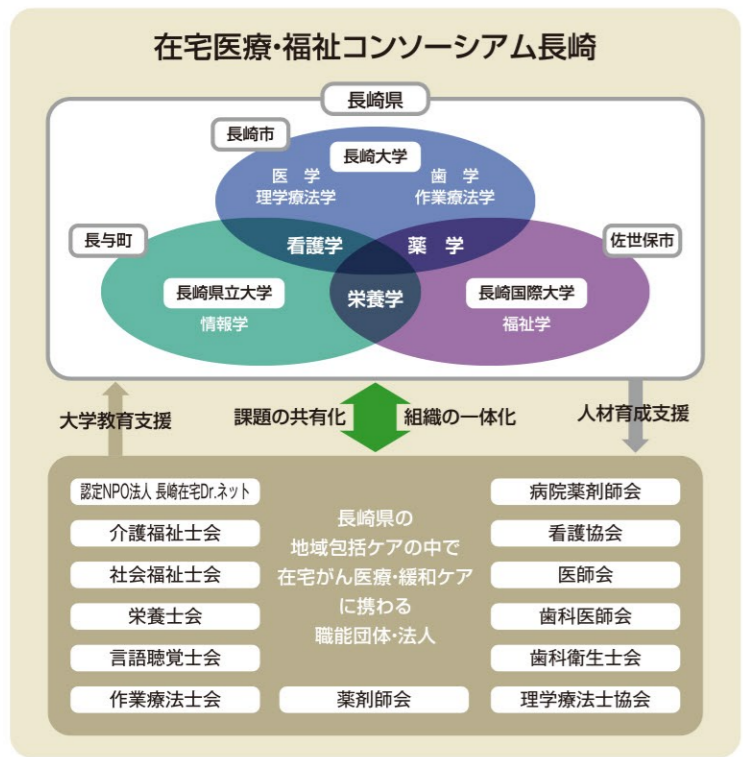 在宅医療・福祉コンソーシアム長崎
長崎県
長崎市
長崎大学
医　学
理学療法学
歯　学
作業療法学
長与町
看護学
薬　学
佐世保市
長崎県立大学
情報学
栄養学
長崎国際大学
福祉学
大学教育支援
課題の共有化
組織の一体化
人材育成支援
認定NPO法人 長崎在宅Dr.ネット
介護福祉士会
社会福祉士会
栄養士会
言語聴覚士会
作業療法士会
長崎県の
地域包括ケアの中で
在宅がん医療・緩和ケア
に携わる
職能団体・法人
薬剤師会
病院薬剤師会
看護協会
医師会
歯科医師会
歯科衛生士会
理学療法士協会